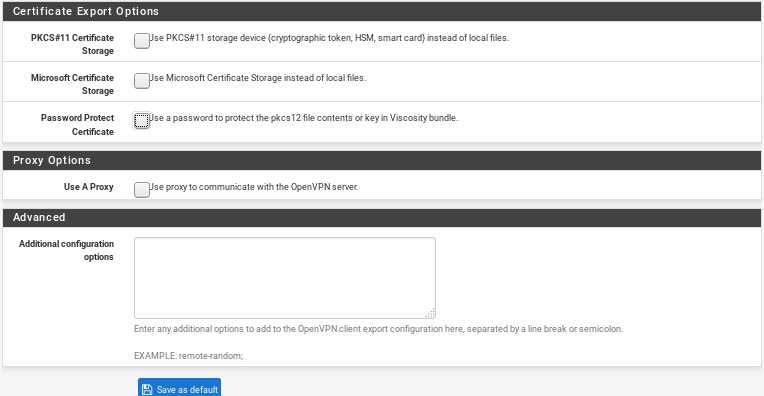 Certificate Export Options
PKCS#11 Certificate Storage
Use PKCS#11 storage device (cryptographic token, HSM, smart card) instead of local files.
Microsoft Certificate Storage
Use Microsoft Certificate Storage instead of local files.
Password Protect Certificate
Use a password to protect the pkcs12 file contents or key in Viscosity bundle.
Proxy Options
Use A Proxy
Use proxy to communicate with the OpenVPN server.
Advanced
Additional configuration options
Enter any additional options to add to the OpenVPN client export configuration here, separated by a line break or semicolon.
EXAMPLE: remote-random;
Save as default